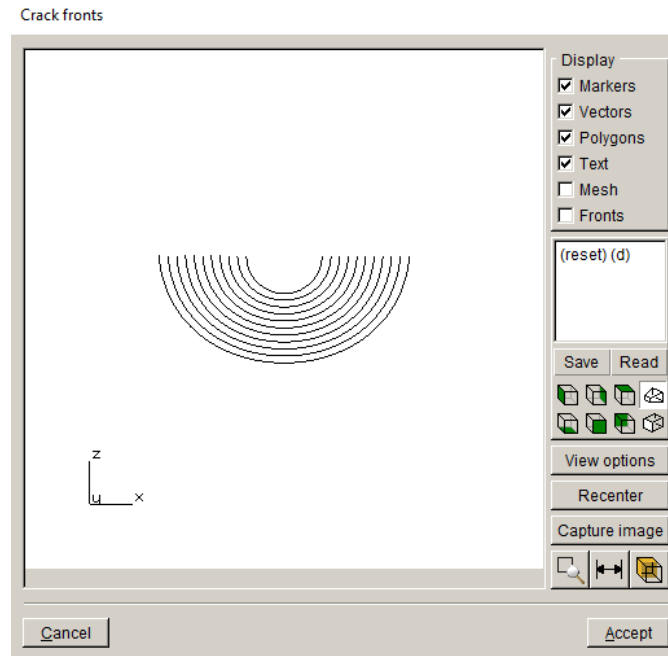 Crack fronts
Display
Markers
Vectors
Polygons
Text
Mesh
Fronts
(reset) (d)
Save Read
View options
Recenter
Capture image
z
y x
Cancel Accept